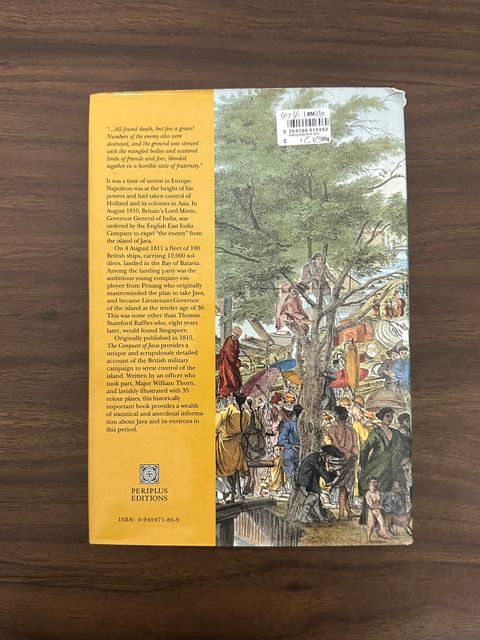 "...All found death, but few a grave!
Numbers of the enemy also were
destroyed, and the ground was strewed
with the mangled bodies and scattered
limbs of friends and foes, blended
together in a horrible state of fraternity."
It was a time of unrest in Europe.
Napoleon was at the height of his
powers and had taken control of
Holland and its colonies in Asia. In
August 1810, Britain's Lord Minto,
Governor General of India, was
ordered by the English East India
Company to expel "the enemy" from
the island of Java.
On 4 August 1811 a fleet of 100
British ships, carrying 12,000 sol-
diers, landed in the Bay of Batavia.
Among the landing party was the
ambitious young company em-
ployee from Penang who originally
masterminded the plan to take Java,
and became Lieutenant-Governor
of the island at the tender age of 30.
This was none other than Thomas
Stamford Raffles who, eight years
later, would found Singapore.
Originally published in 1815,
The Conquest of Java provides a
unique and scrupulously detailed
account of the British military
campaign to wrest control of the
island. Written by an officer who
took part, Major William Thorn,
and lavishly illustrated with 35
colour plates, this historically
important book provides a wealth
of statistical and anecdotal informa-
tion about Java and its environs in
this period.
PERIPLUS
EDITIONS
ISBN: 0-945971-86-9